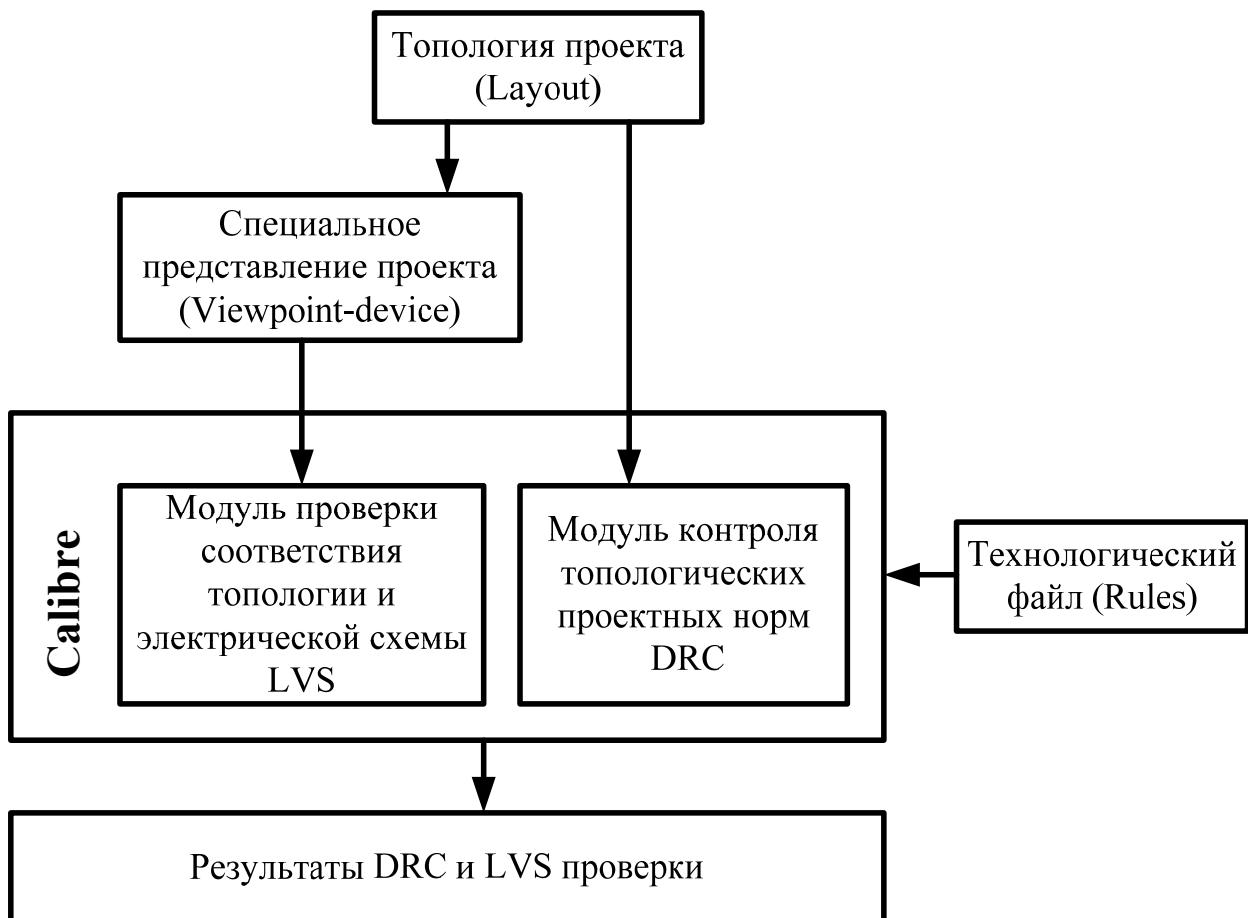 Топология проекта
(Layout)
Специальное
представление проекта
(Viewpoint-device)
Calibre
Модуль проверки
соответствия
топологии и
электрической схемы
LVS
Модуль контроля
топологических
проектных норм
DRC
Технологический
файл (Rules)
Результаты DRC и LVS проверки